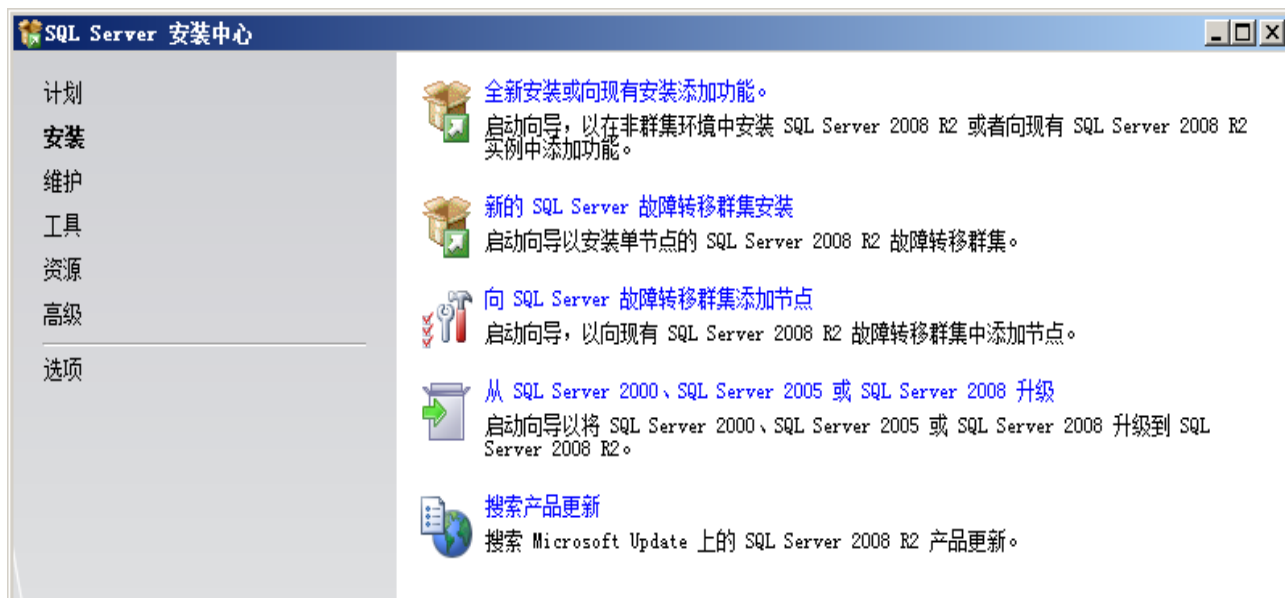 SQL Server 安装中心
计划
安装
维护
工具
资源
高级
选项
全新安装或向现有安装添加功能。
启动向导，以在非群集环境中安装 SQL Server 2008 R2 或者向现有 SQL Server 2008 R2
实例中添加功能。
新的 SQL Server 故障转移群集安装
启动向导以安装单节点的 SQL Server 2008 R2 故障转移群集。
向 SQL Server 故障转移群集添加节点
启动向导，以向现有 SQL Server 2008 R2 故障转移群集中添加节点。
从 SQL Server 2000、SQL Server 2005 或 SQL Server 2008 升级
启动向导以将 SQL Server 2000、SQL Server 2005 或 SQL Server 2008 升级到 SQL
Server 2008 R2。
搜索产品更新
搜索 Microsoft Update 上的 SQL Server 2008 R2 产品更新。